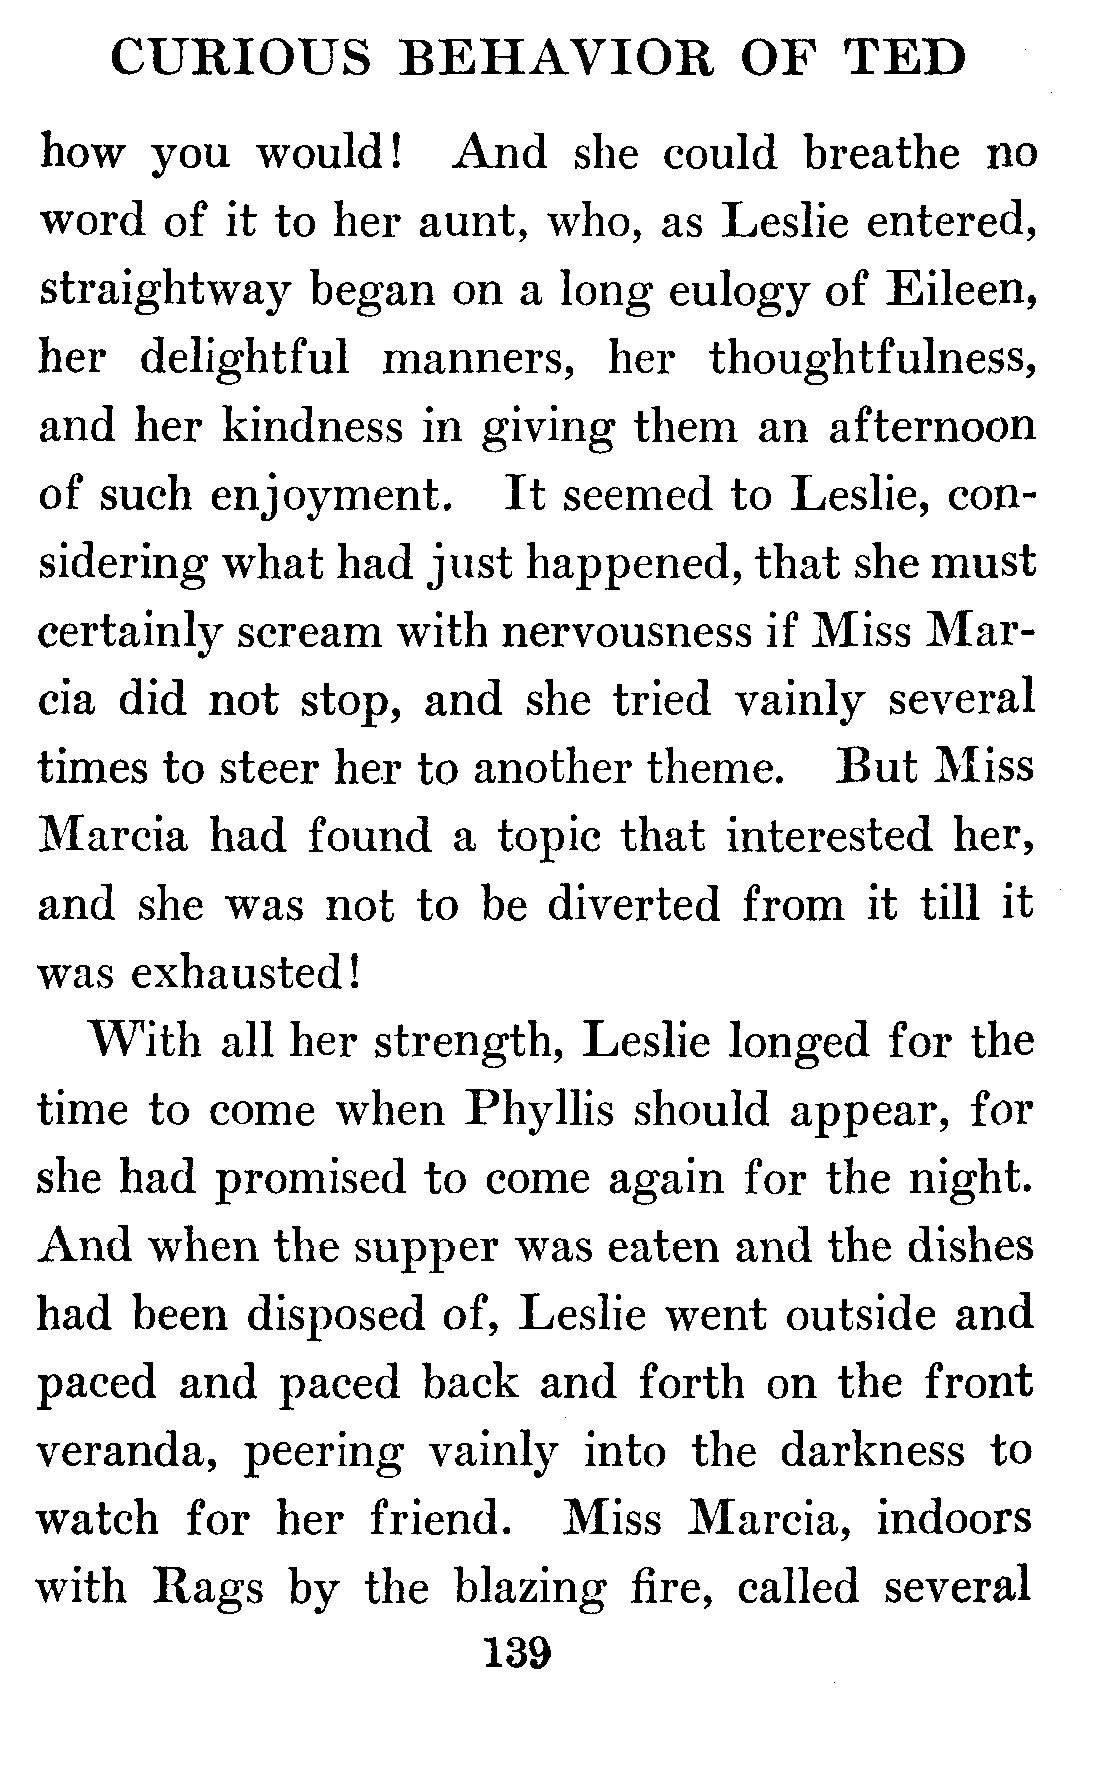 CURIOUS BEHAVIOR OF TED
how you would! And she could breathe no
word of it to her aunt, who, as Leslie entered,
straightway began on a long eulogy of Eileen,
her delightful manners, her thoughtfulness,
and her kindness in giving them an afternoon
of such enjoyment. It seemed to Leslie, con-
sidering what had just happened, that she must
certainly scream with nervousness if Miss Mar-
cia did not stop, and she tried vainly several
times to steer her to another theme. But Miss
Marcia had found a topic that interested her,
and she was not to be diverted from it till it
was exhausted!
With all her strength, Leslie longed for the
time to come when Phyllis should appear, for
she had promised to come again for the night.
And when the supper was eaten and the dishes
had been disposed of, Leslie went outside and
paced and paced back and forth on the front
veranda, peering vainly into the darkness to
watch for her friend. Miss Marcia, indoors
with Rags by the blazing fire, called several
139